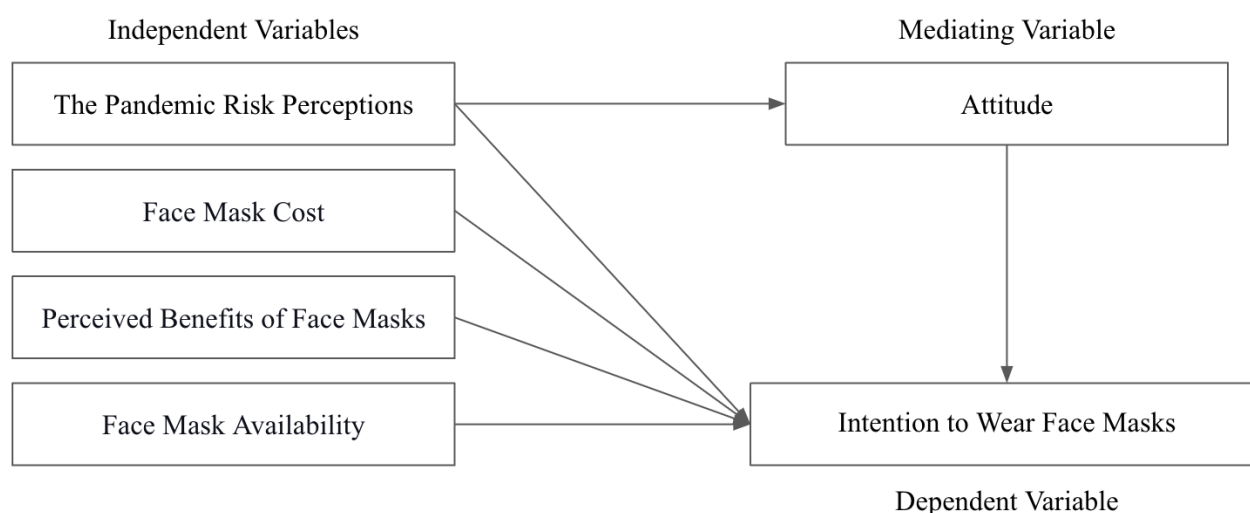 Independent Variables
Mediating Variable
The Pandemic Risk Perceptions
Attitude
Face Mask Cost
Perceived Benefits of Face Masks
Face Mask Availability
Intention to Wear Face Masks
Dependent Variable